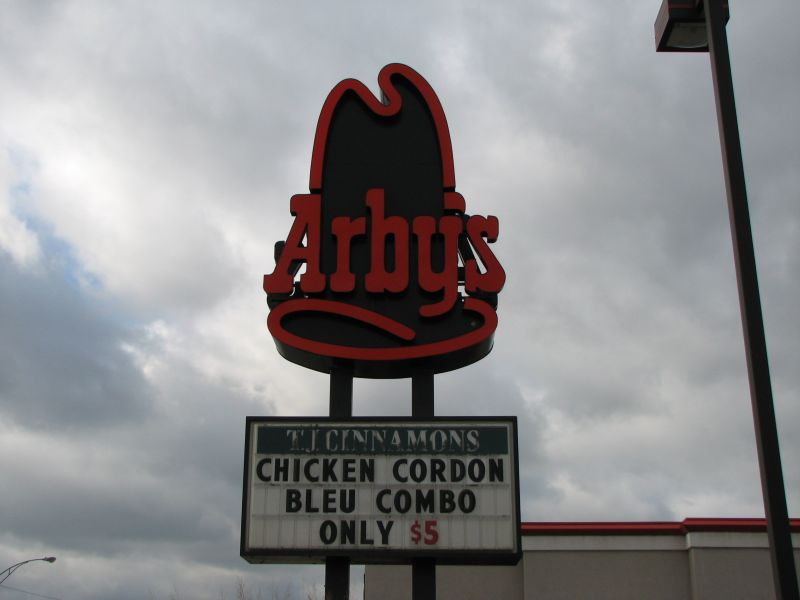 Arby's
T.J. CINNAMONS
CHICKEN CORDON
BLEU COMBO
ONLY $5